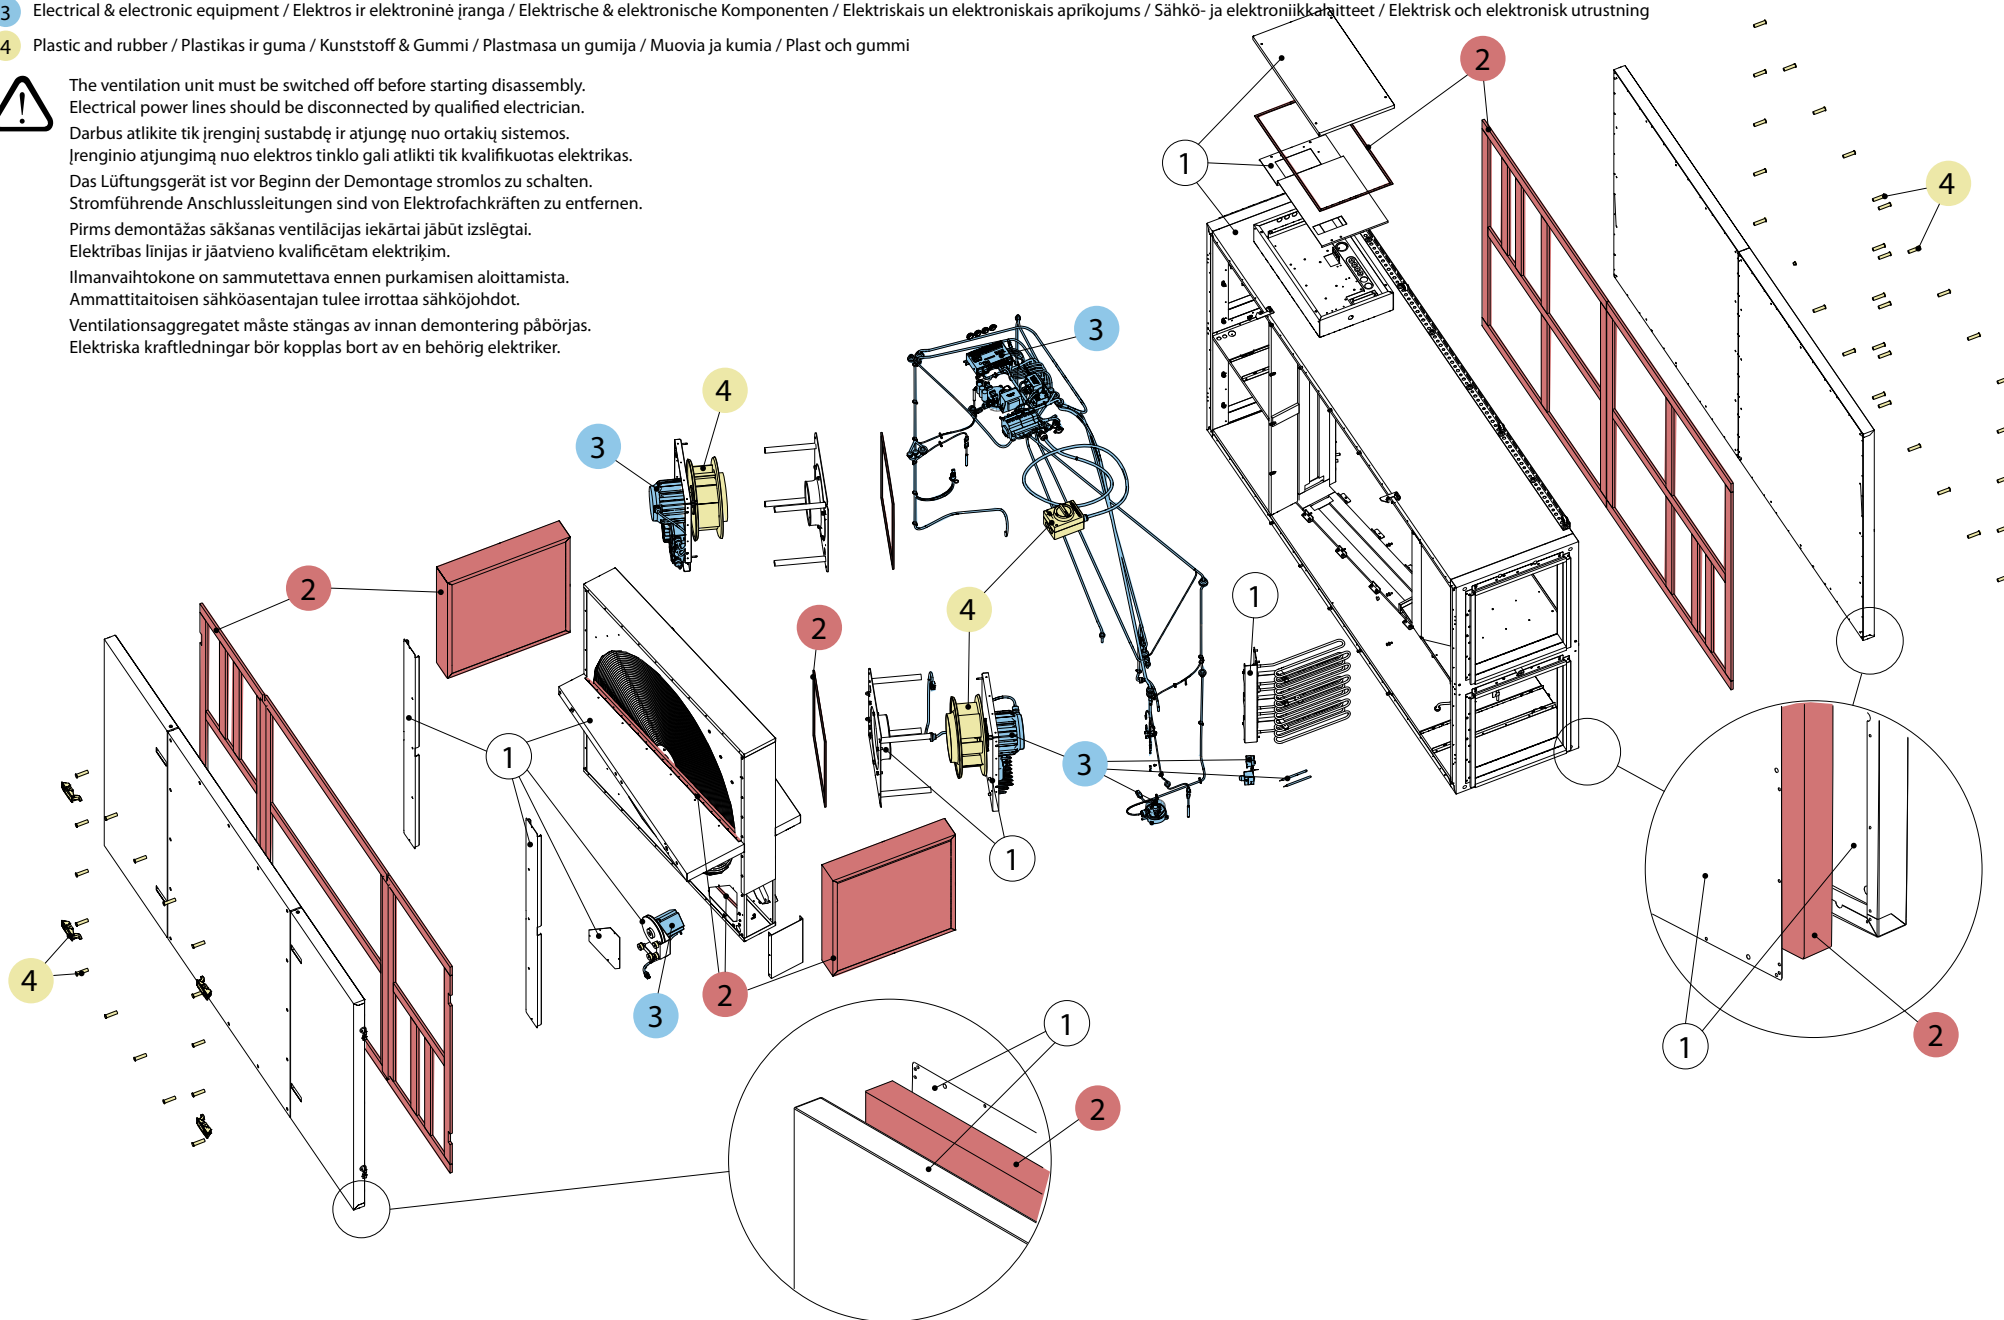 3 Electrical & electronic equipment / Elektros ir elektroninė įranga / Elektrische & elektronische Komponenten / Elektriskais un elektroniskais aprīkojums / Sähkö- ja elektroniikkalaitteet / Elektrisk och elektronisk utrustning
4 Plastic and rubber / Plastikas ir guma / Kunststoff & Gummi / Plastmasa un gumija / Muovia ja kumia / Plast och gummi
!
The ventilation unit must be switched off before starting disassembly.
Electrical power lines should be disconnected by qualified electrician.
Darbus atlikite tik įrenginį sustabdę ir atjungę nuo ortakių sistemos.
Įrenginio atjungimą nuo elektros tinklo gali atlikti tik kvalifikuotas elektrikas.
Das Lüftungsgerät ist vor Beginn der Demontage stromlos zu schalten.
Stromführende Anschlussleitungen sind von Elektrofachkräften zu entfernen.
Pirms demontāžas sākšanas ventilācijas iekārtai jābūt izslēgtai.
Elektrības līnijas ir jāatvieno kvalificētam elektriķim.
Ilmanvaihtokone on sammutettava ennen purkamisen aloittamista.
Ammattitaitoisen sähköasentajan tulee irrottaa sähköjohdot.
Ventilationsaggregatet måste stängas av innan demontering påbörjas.
Elektriska kraftledningar bör kopplas bort av en behörig elektriker.
2
1
4
3
4
3
2
1
4
2
1
3
1
4
2
3
1
2
1
2